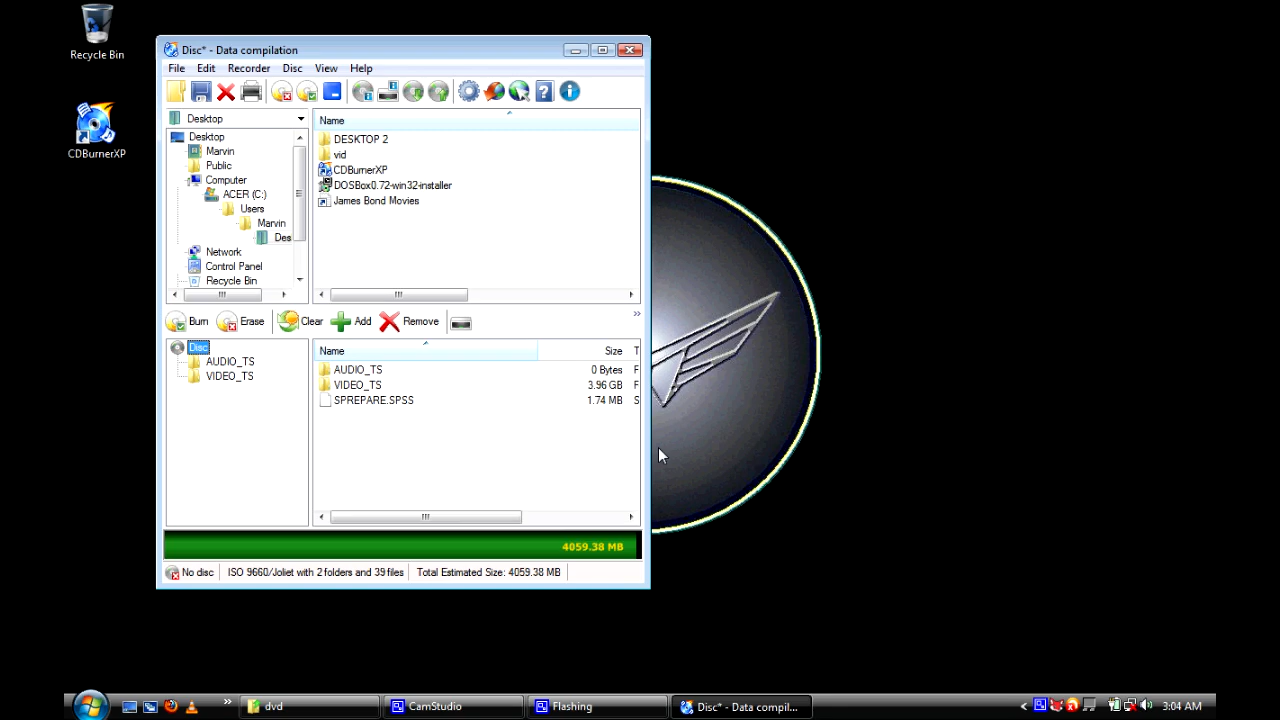 Recycle Bin
CDBurnerXP
Disc* - Data compilation
File Edit Recorder Disc View Help
Desktop
Desktop
Marvin
Public
Computer
ACER (C:)
Users
Marvin
Des
Network
Control Panel
Recycle Bin
Name
DESKTOP 2
vid
CDBurnerXP
DOSBox0.72-win32-installer
James Bond Movies
Burn Erase Clear Add Remove »
Disc
AUDIO_TS
VIDEO_TS
Name Size T
AUDIO_TS 0 Bytes F
VIDEO_TS 3.96 GB F
SPREPARE.SPSS 1.74 MB S
4059.38 MB
No disc ISO 9660/Joliet with 2 folders and 39 files Total Estimated Size: 4059.38 MB
» dvd CamStudio Flashing Disc* - Data compil... < 3:04 AM